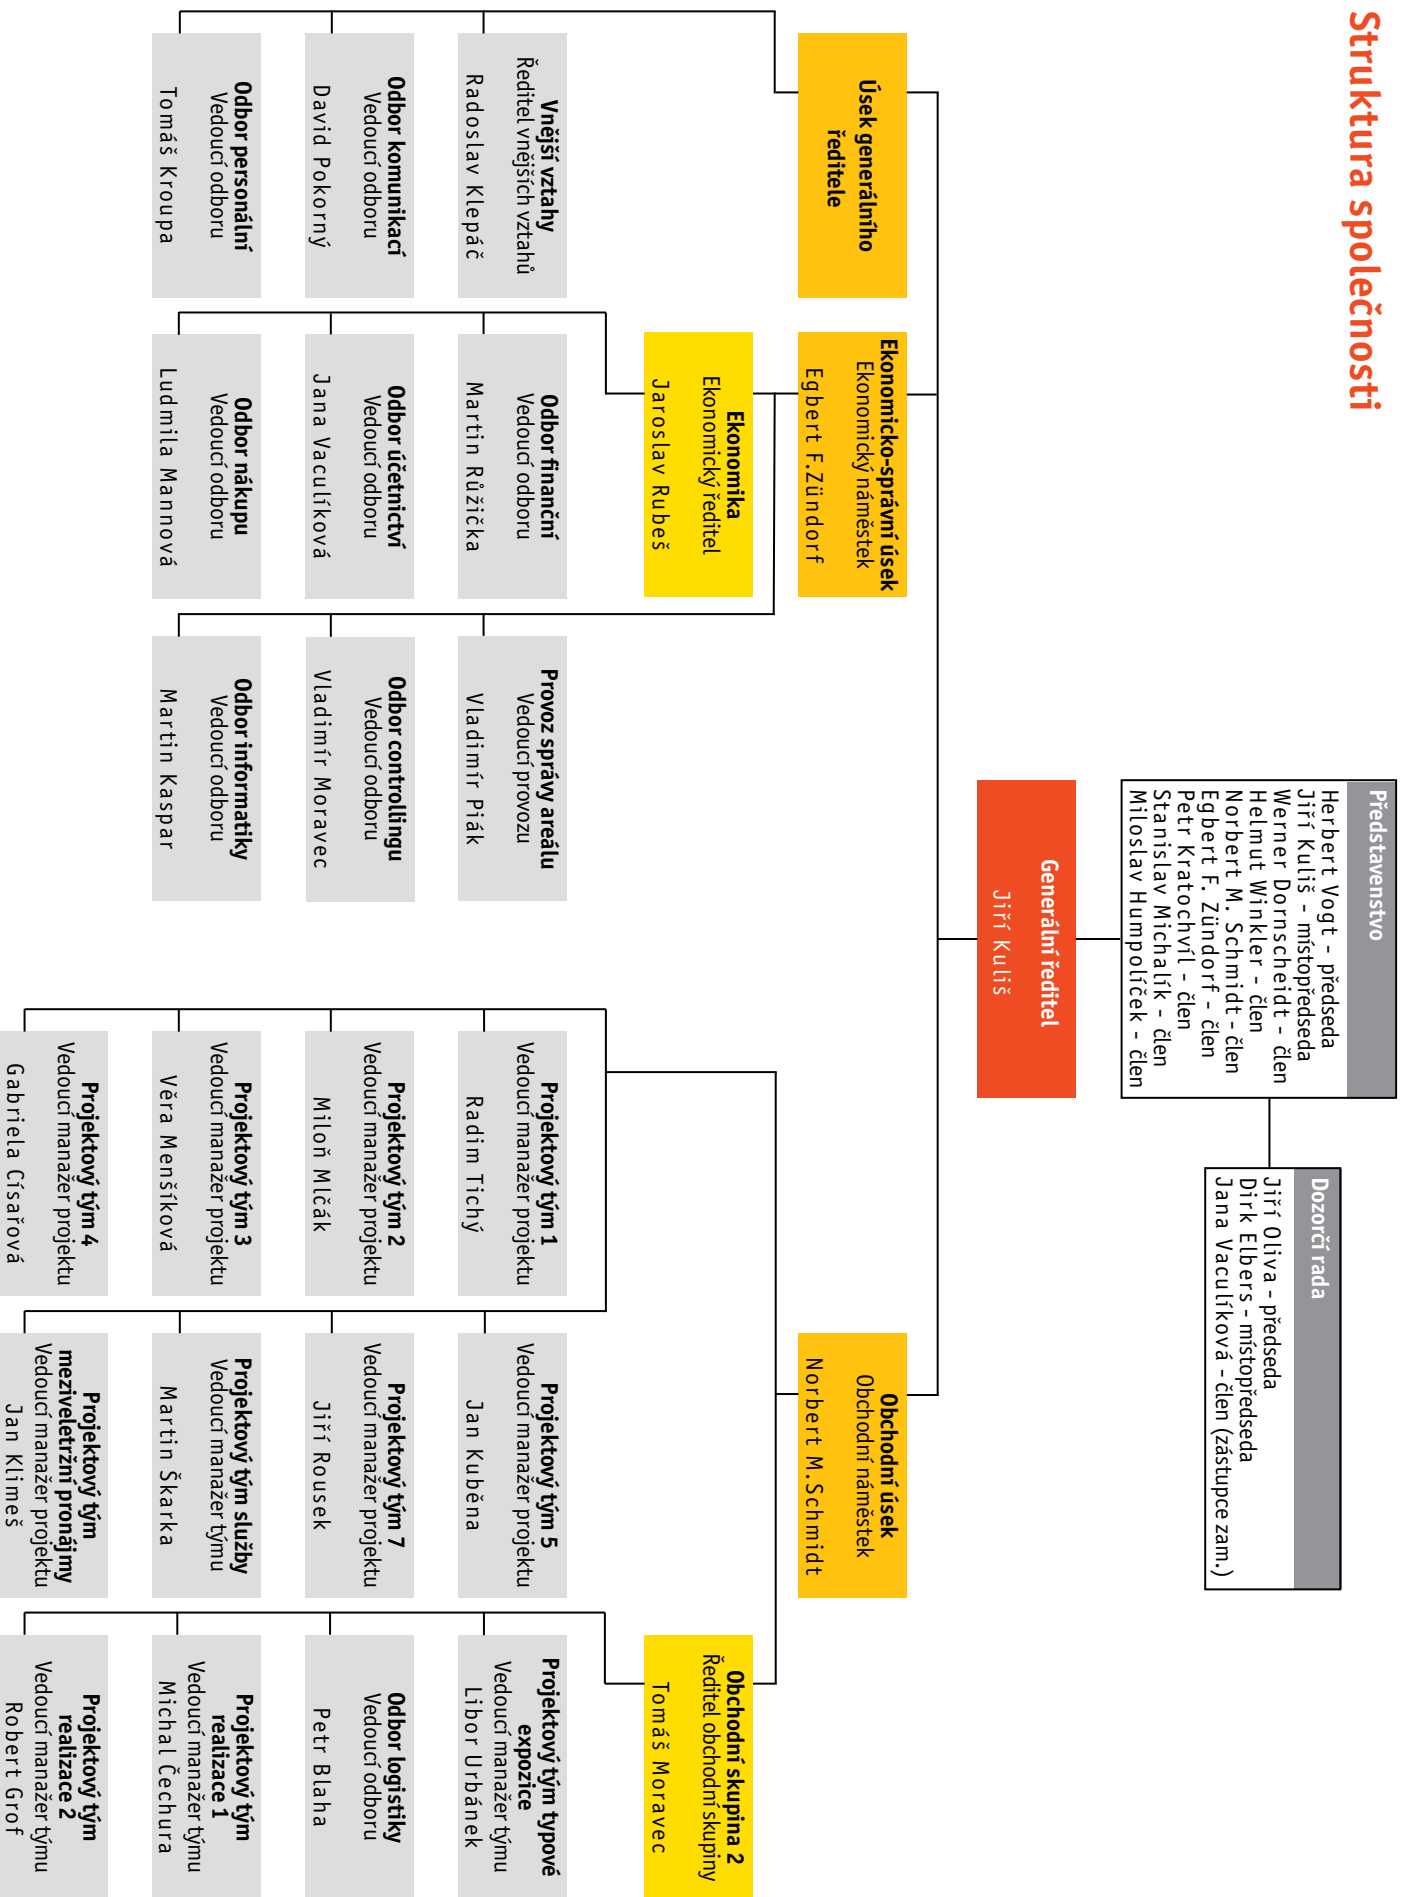 Struktura společnosti
Představenstvo
Herbert Vogt - předseda
Jiří Kuliš - místopředseda
Werner Dornscheidt - člen
Helmut Winkler - člen
Norbert M. Schmidt - člen
Egbert F. Zündorf - člen
Petr Kratochvíl - člen
Stanislav Michalík - člen
Miloslav Humpolíček - člen
Dozorčí rada
Jiří Oliva - předseda
Dirk Elbers - místopředseda
Jana Vaculíková - člen (zástupce zam.)
Generální ředitel
Jiří Kuliš
Úsek generálního
ředitele
Ekonomicko-správní úsek
Ekonomický náměstek
Egbert F.Zündorf
Obchodní úsek
Obchodní náměstek
Norbert M.Schmidt
Ekonomika
Ekonomický ředitel
Jaroslav Rubeš
Obchodní skupina 2
Ředitel obchodní skupiny
Tomáš Moravec
Vnější vztahy
Ředitel vnějších vztahů
Radoslav Klepáč
Odbor finanční
Vedoucí odboru
Martin Růžička
Provoz správy areálu
Vedoucí provozu
Vladimír Piák
Projektový tým 1
Vedoucí manažer projektu
Radim Tichý
Projektový tým 5
Vedoucí manažer projektu
Jan Kuběna
Projektový tým typové
expozice
Vedoucí manažer týmu
Libor Urbánek
Odbor komunikací
Vedoucí odboru
David Pokorný
Odbor účetnictví
Vedoucí odboru
Jana Vaculíková
Odbor controllingu
Vedoucí odboru
Vladimír Moravec
Projektový tým 2
Vedoucí manažer projektu
Miloň Mlčák
Projektový tým 7
Vedoucí manažer projektu
Jiří Rousek
Odbor logistiky
Vedoucí odboru
Petr Blaha
Odbor personální
Vedoucí odboru
Tomáš Kroupa
Odbor nákupu
Vedoucí odboru
Ludmila Mannová
Odbor informatiky
Vedoucí odboru
Martin Kaspar
Projektový tým 3
Vedoucí manažer projektu
Věra Menšíková
Projektový tým služby
Vedoucí manažer týmu
Martin Škarka
Projektový tým
realizace 1
Vedoucí manažer týmu
Michal Čechura
Projektový tým 4
Vedoucí manažer projektu
Gabriela Císařová
Projektový tým
meziveletržní pronájmy
Vedoucí manažer projektu
Jan Klimeš
Projektový tým
realizace 2
Vedoucí manažer týmu
Robert Grof